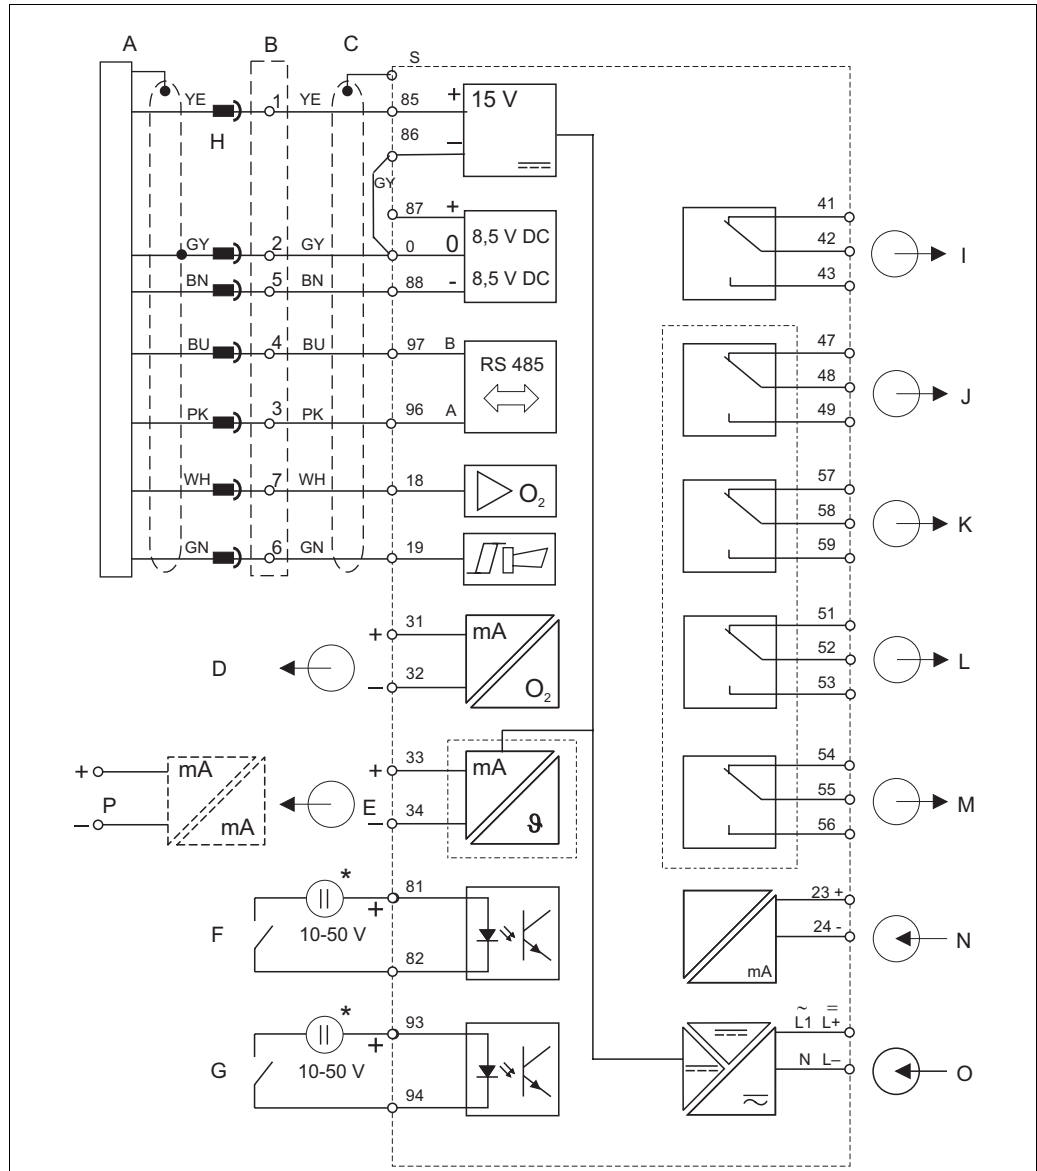 A B C S
YE 1 YE 85 + 15 V
H 86 –
GY
87 + 8,5 V DC
GY 2 GY 0 0
BN 5 BN 88 - 8,5 V DC
BU 4 BU 97 B RS 485
PK 3 PK 96 A
WH 7 WH 18 O2
GN 6 GN 19
D + 31 mA
– 32 O2
+ P – mA mA
E + 33 mA
– 34 ϑ
F * 10-50 V + 81
82
G * 10-50 V + 93
94
41
42 I
43
47
48 J
49
57
58 K
59
51
52 L
53
54
55 M
56
23 +
24 - N
mA
~ =
L1 L+
N L– O